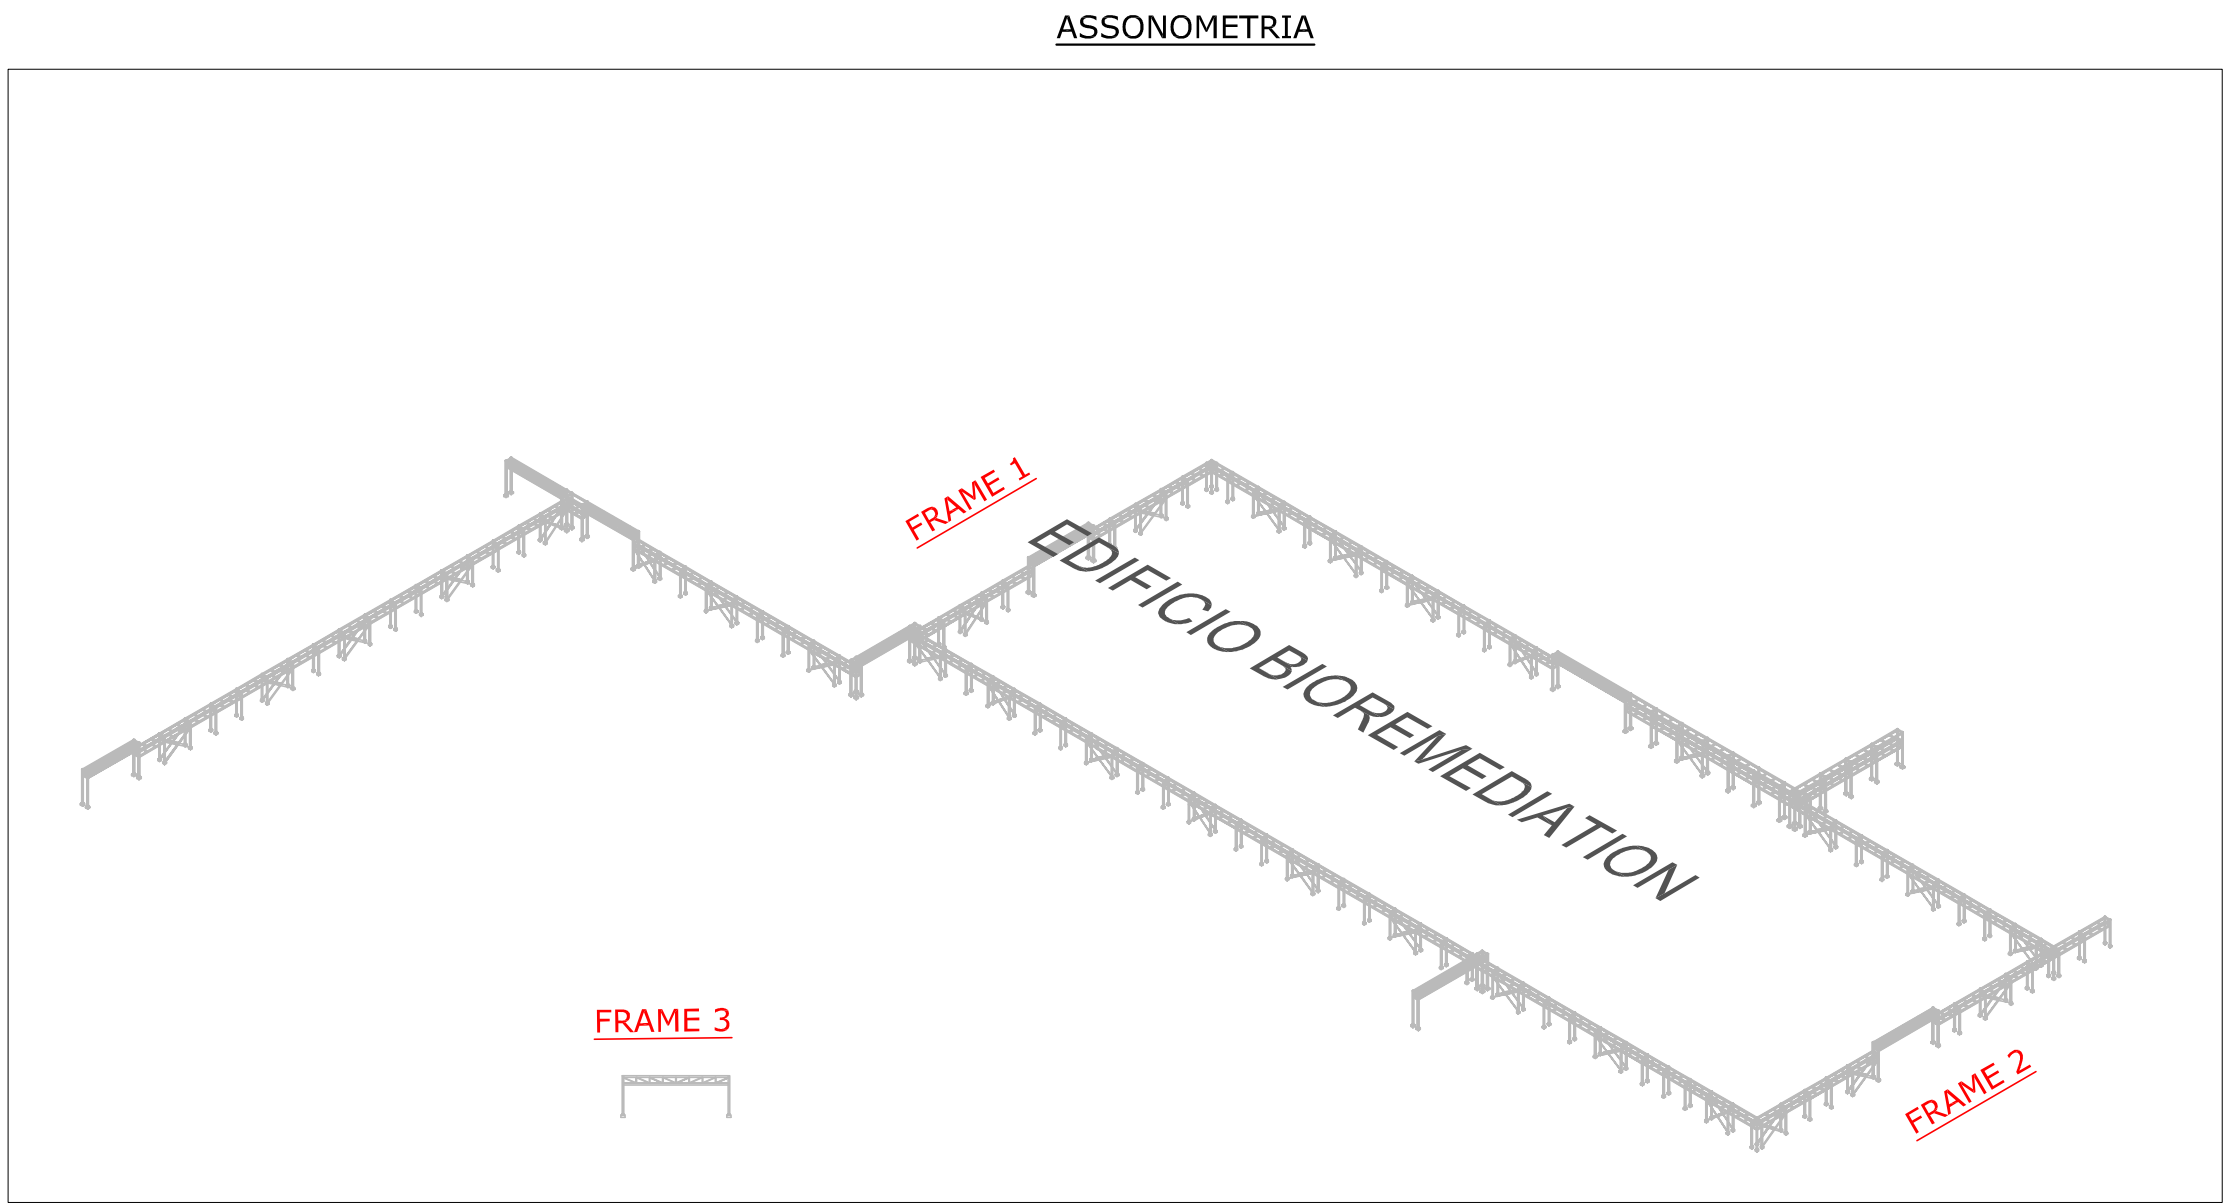 ASSONOMETRIA
FRAME 1
EDIFICIO BIOREMEDIATION
FRAME 3
FRAME 2